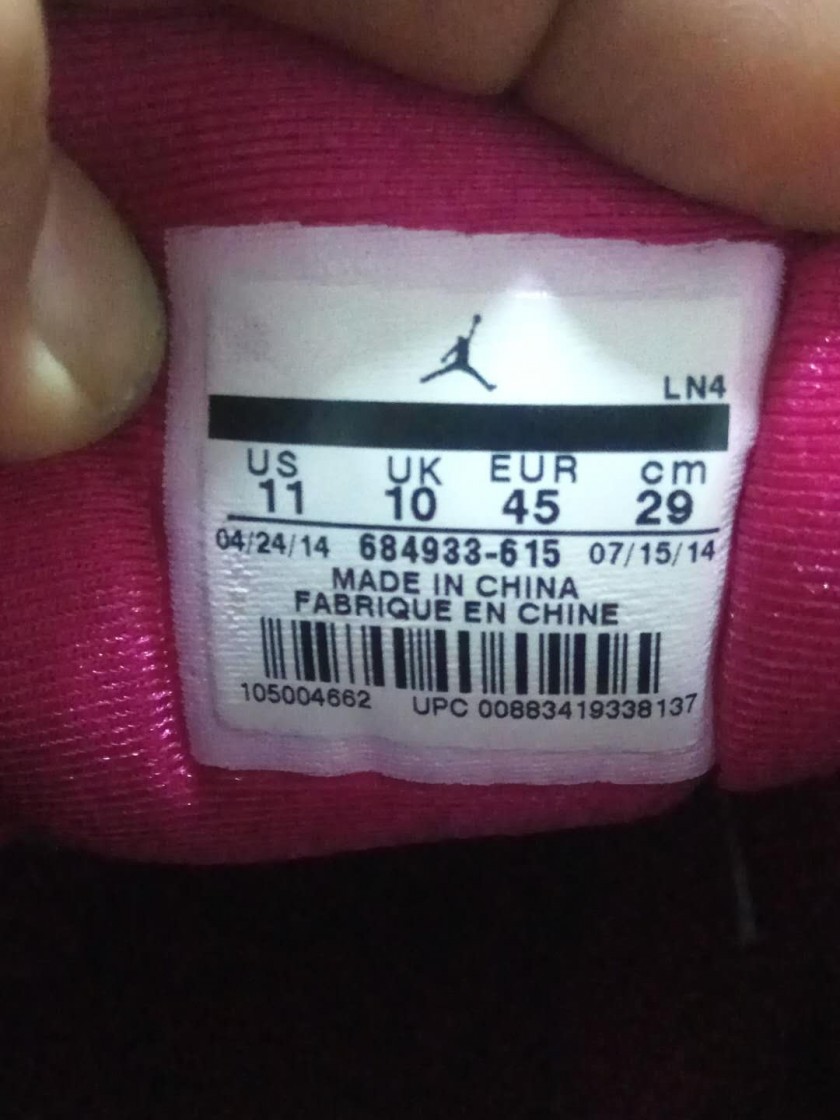 LN4
US UK EUR cm
11 10 45 29
04/24/14 684933-615 07/15/14
MADE IN CHINA
FABRIQUE EN CHINE
105004662 UPC 00883419338137